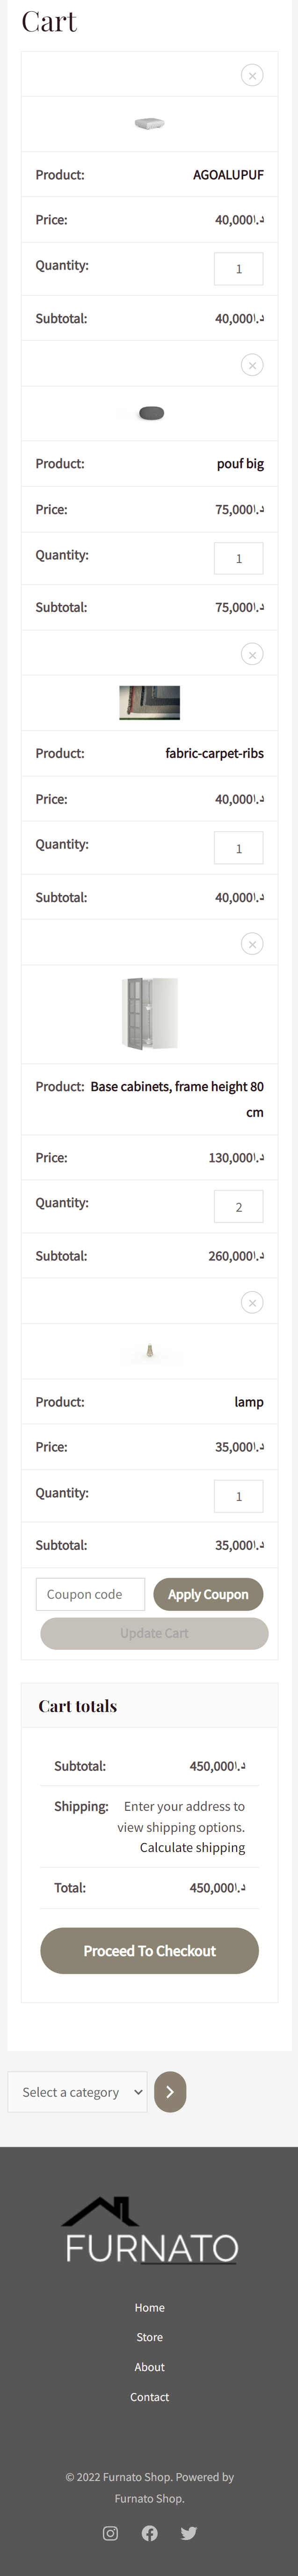 Cart
×
Product: AGOALUPUF
Price: 40,000د.ا
Quantity: 1
Subtotal: 40,000د.ا
×
Product: pouf big
Price: 75,000د.ا
Quantity: 1
Subtotal: 75,000د.ا
×
Product: fabric-carpet-ribs
Price: 40,000د.ا
Quantity: 1
Subtotal: 40,000د.ا
×
Product: Base cabinets, frame height 80
cm
Price: 130,000د.ا
Quantity: 2
Subtotal: 260,000د.ا
×
Product: lamp
Price: 35,000د.ا
Quantity: 1
Subtotal: 35,000د.ا
Coupon code Apply Coupon
Update Cart
Cart totals
Subtotal: 450,000د.ا
Shipping: Enter your address to
view shipping options.
Calculate shipping
Total: 450,000د.ا
Proceed To Checkout
Select a category
FURNATO
Home
Store
About
Contact
© 2022 Furnato Shop. Powered by
Furnato Shop.